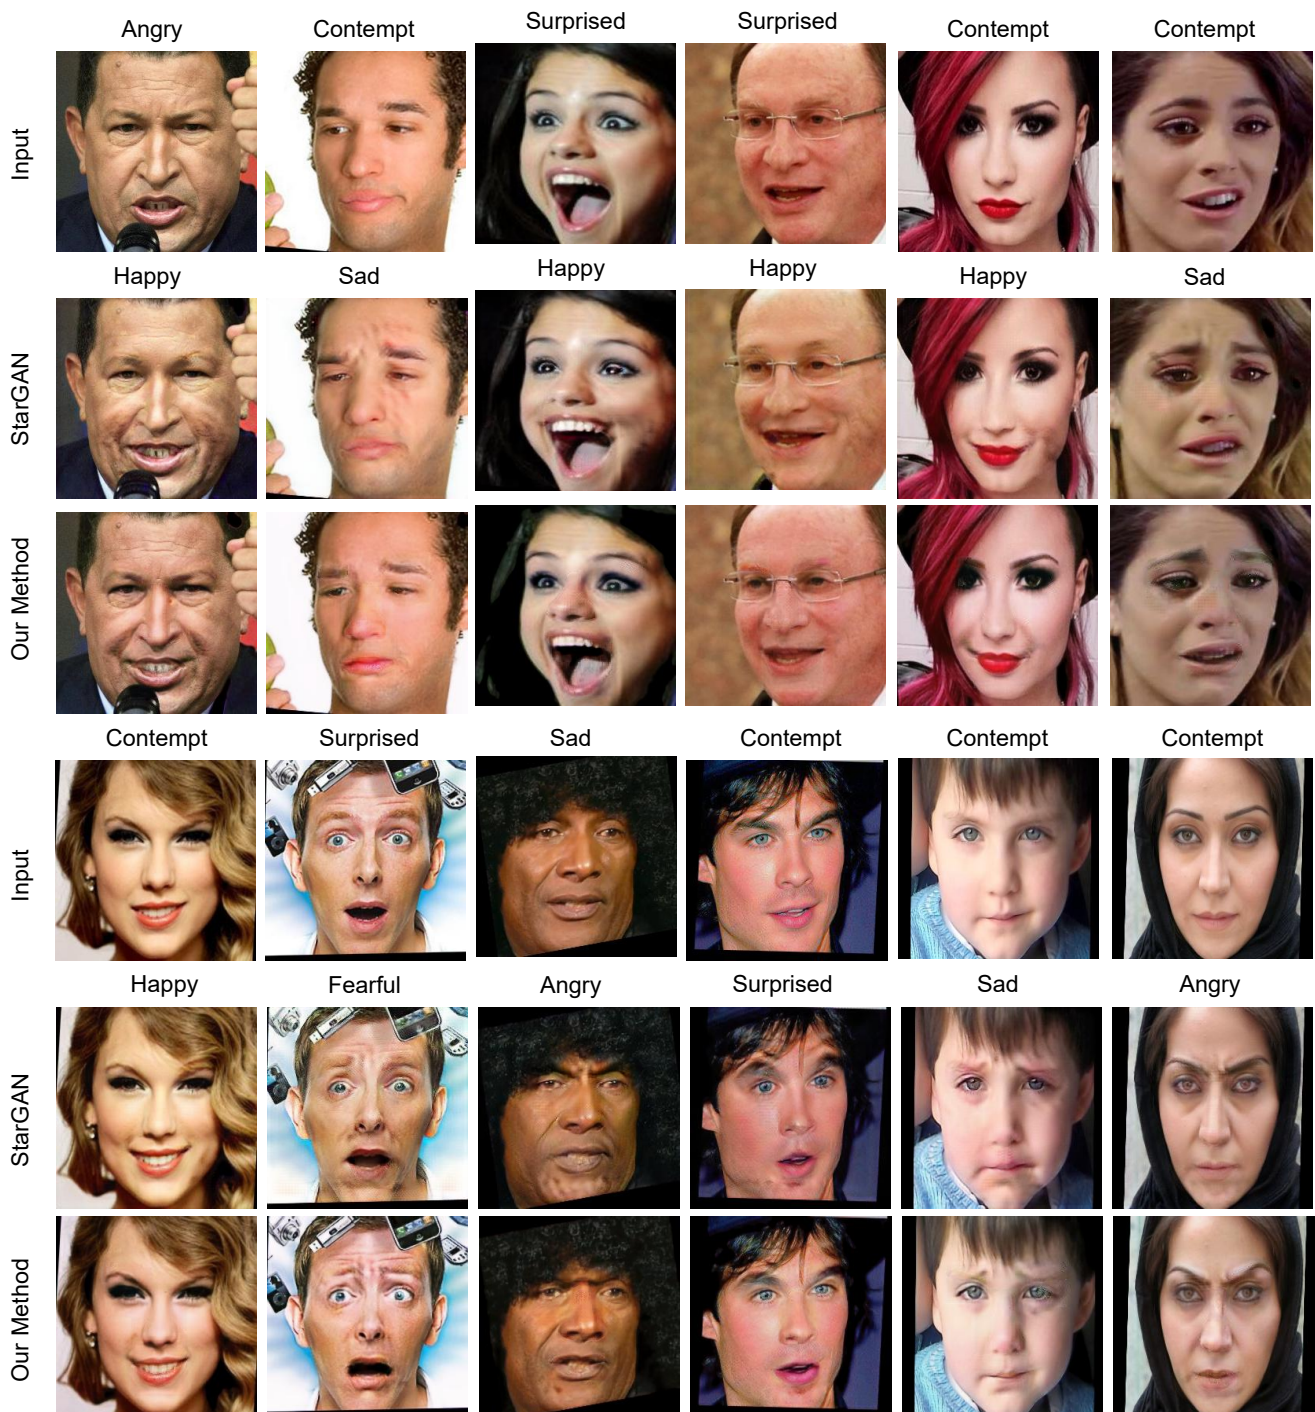 Angry Contempt Surprised Surprised Contempt Contempt
Input
Happy Sad Happy Happy Happy Sad
StarGAN
Our Method
Contempt Surprised Sad Contempt Contempt Contempt
Input
Happy Fearful Angry Surprised Sad Angry
StarGAN
Our Method